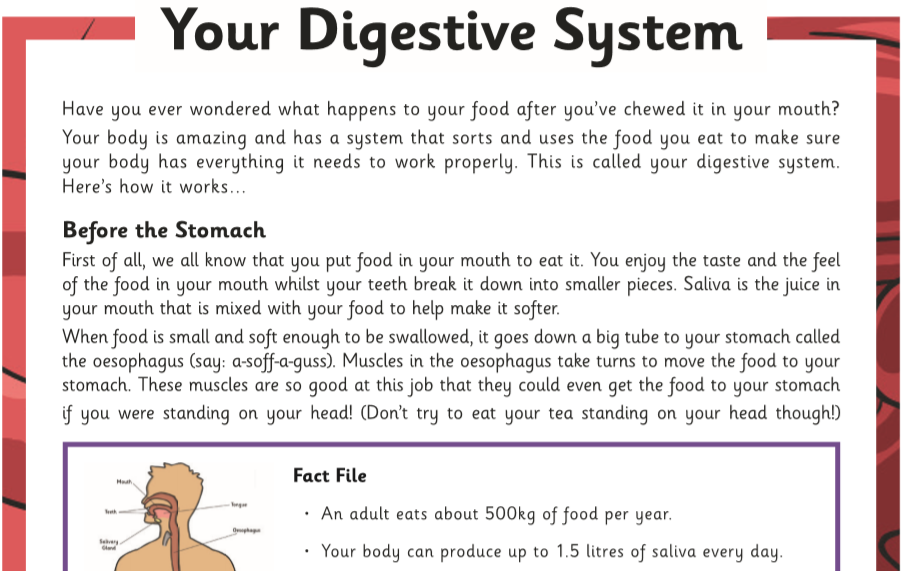 Your Digestive System
Have you ever wondered what happens to your food after you've chewed it in your mouth?
Your body is amazing and has a system that sorts and uses the food you eat to make sure
your body has everything it needs to work properly. This is called your digestive system.
Here's how it works...
Before the Stomach
First of all, we all know that you put food in your mouth to eat it. You enjoy the taste and the feel
of the food in your mouth whilst your teeth break it down into smaller pieces. Saliva is the juice in
your mouth that is mixed with your food to help make it softer.
When food is small and soft enough to be swallowed, it goes down a big tube to your stomach called
the oesophagus (say: a-soff-a-guss). Muscles in the oesophagus take turns to move the food to your
stomach. These muscles are so good at this job that they could even get the food to your stomach
if you were standing on your head! (Don't try to eat your tea standing on your head though!)
Mouth
Teeth
Salivary
Gland
Tongue
Oesophagus
Fact File
• An adult eats about 500kg of food per year.
• Your body can produce up to 1.5 litres of saliva every day.